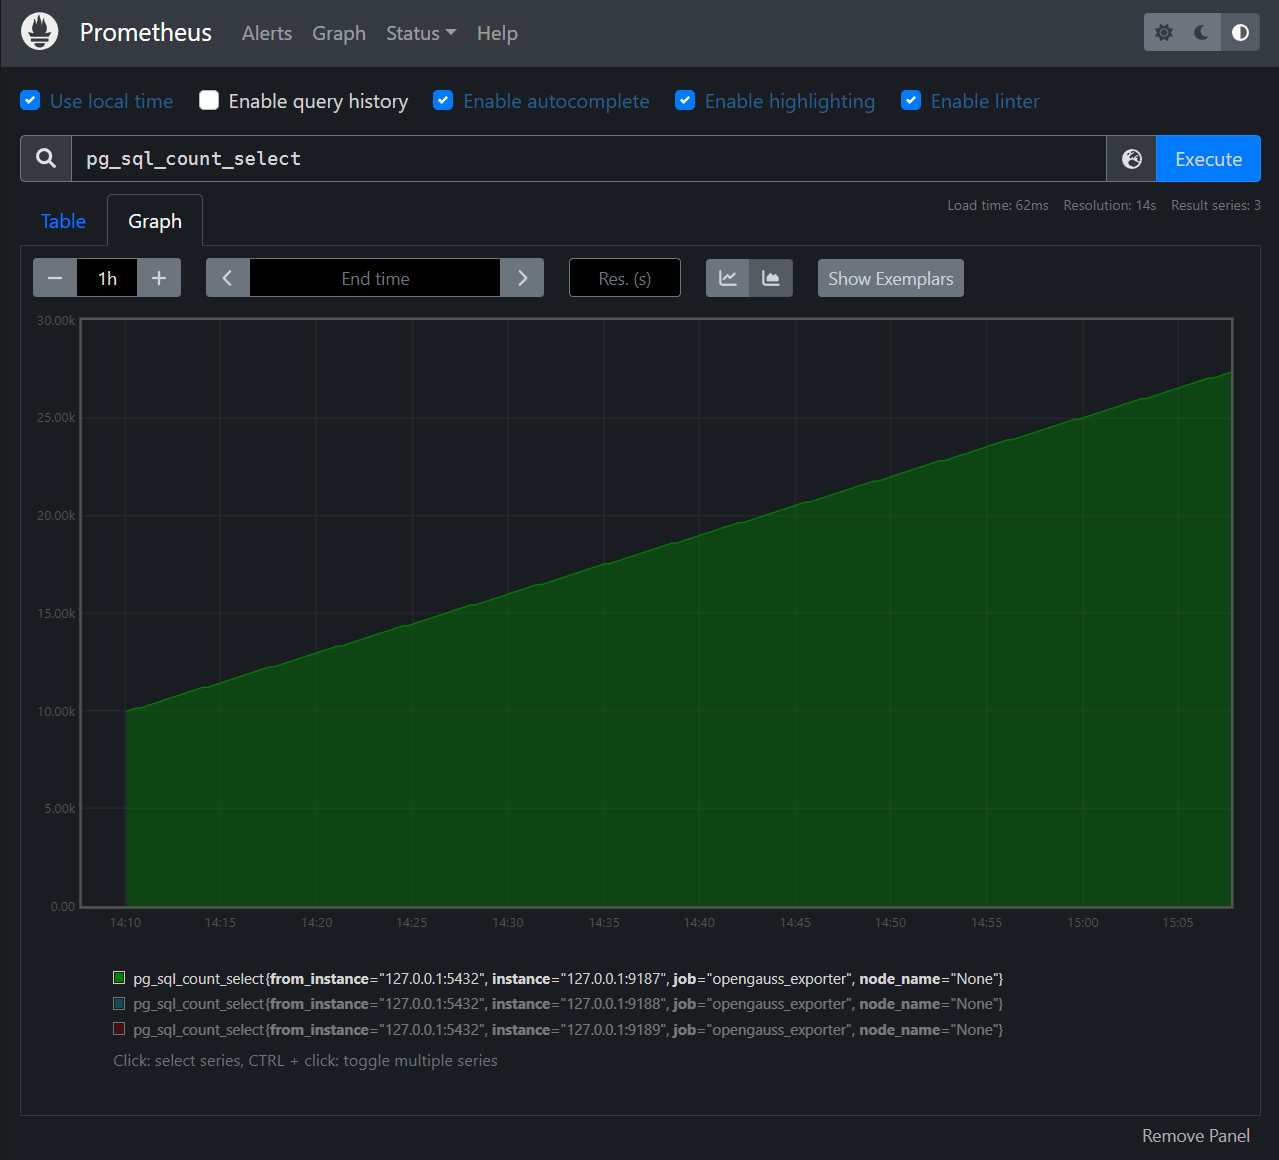 Prometheus Alerts Graph Status Help
Use local time Enable query history Enable autocomplete Enable highlighting Enable linter
pg_sql_count_select Execute
Load time: 62ms Resolution: 14s Result series: 3
Table Graph
1h End time Res. (s) Show Exemplars
30.00k
25.00k
20.00k
15.00k
10.00k
5.00k
0.00
14:10 14:15 14:20 14:25 14:30 14:35 14:40 14:45 14:50 14:55 15:00 15:05
pg_sql_count_select{from_instance="127.0.0.1:5432", instance="127.0.0.1:9187", job="opengauss_exporter", node_name="None"}
pg_sql_count_select{from_instance="127.0.0.1:5432", instance="127.0.0.1:9188", job="opengauss_exporter", node_name="None"}
pg_sql_count_select{from_instance="127.0.0.1:5432", instance="127.0.0.1:9189", job="opengauss_exporter", node_name="None"}
Click: select series, CTRL + click: toggle multiple series
Remove Panel